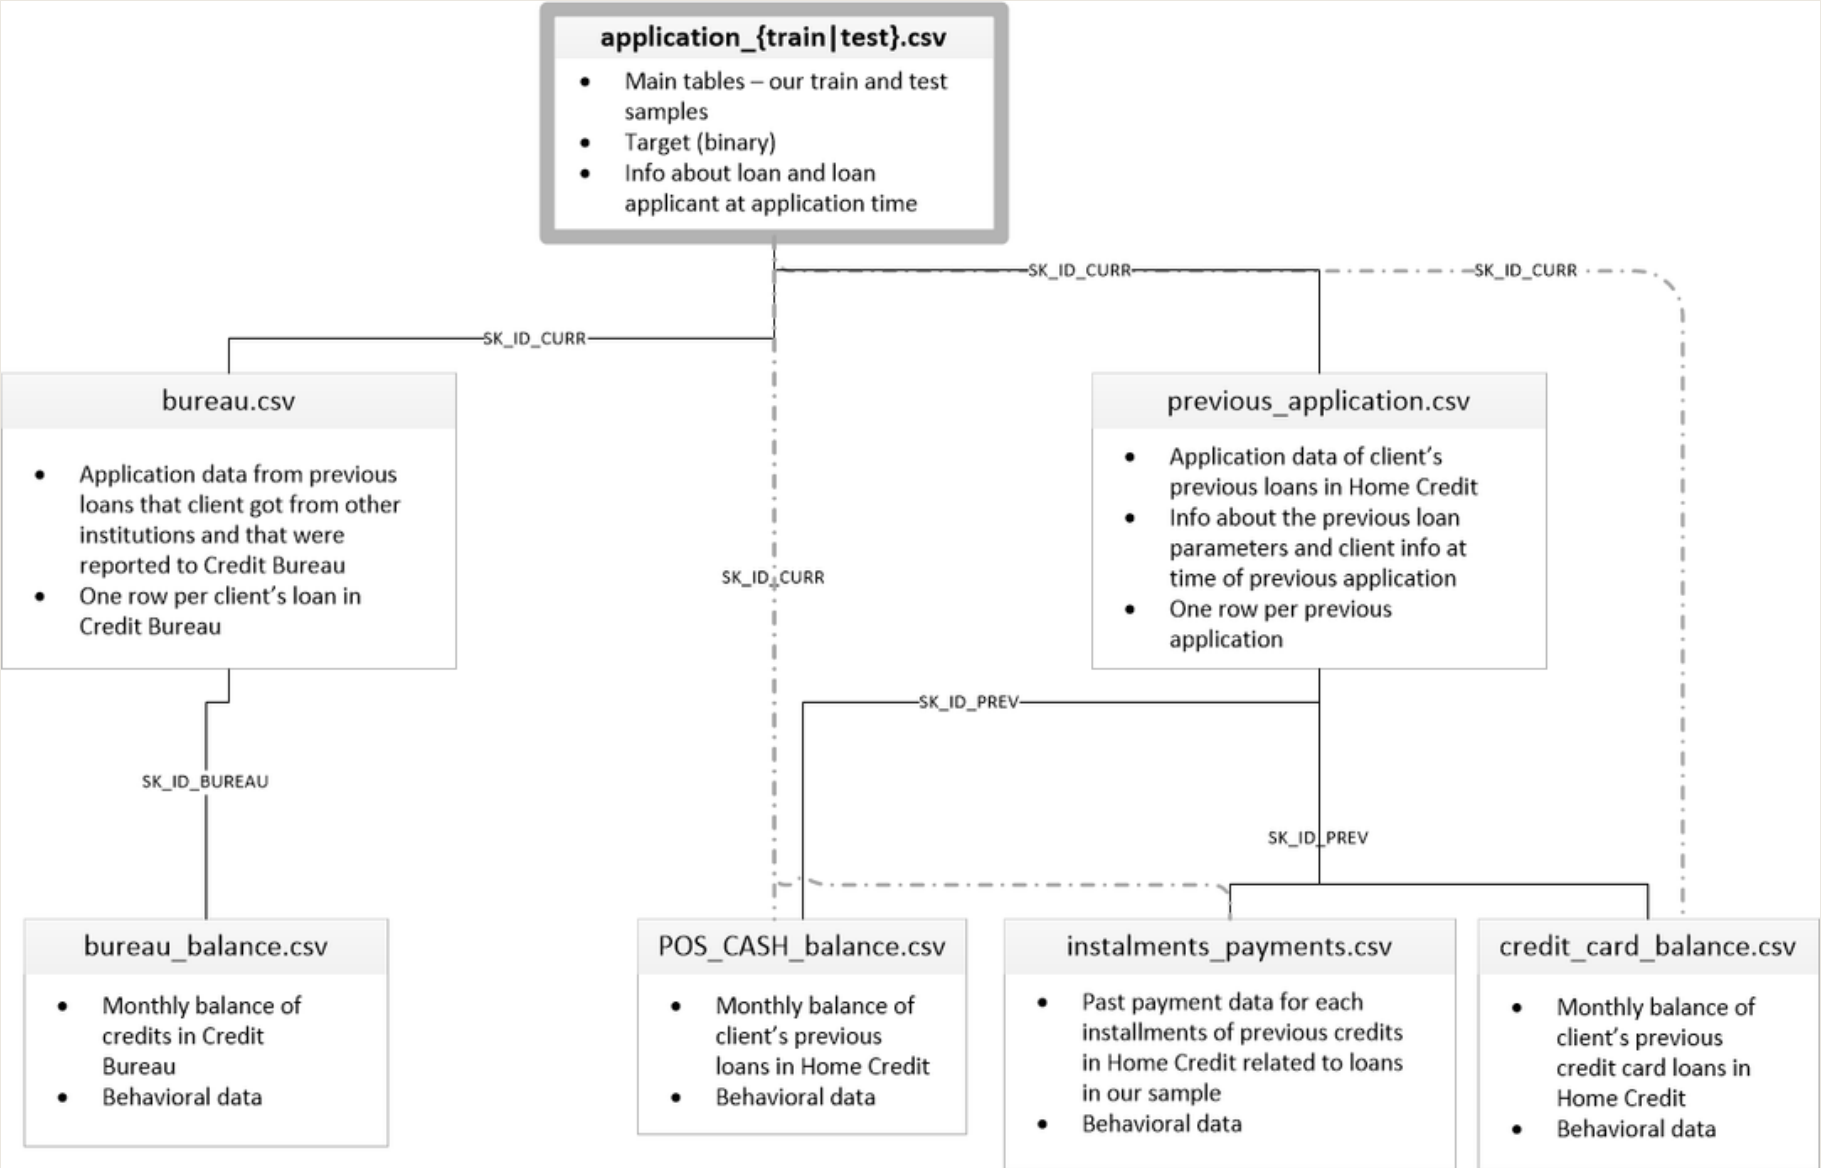 application_{train|test}.csv
• Main tables – our train and test
samples
• Target (binary)
• Info about loan and loan
applicant at application time
SK_ID_CURR
SK_ID_CURR
SK_ID_CURR
bureau.csv
• Application data from previous
loans that client got from other
institutions and that were
reported to Credit Bureau
• One row per client’s loan in
Credit Bureau
previous_application.csv
• Application data of client’s
previous loans in Home Credit
• Info about the previous loan
parameters and client info at
time of previous application
• One row per previous
application
SK_ID_CURR
SK_ID_PREV
SK_ID_BUREAU
SK_ID_PREV
bureau_balance.csv
• Monthly balance of
credits in Credit
Bureau
• Behavioral data
POS_CASH_balance.csv
• Monthly balance of
client’s previous
loans in Home Credit
• Behavioral data
instalments_payments.csv
• Past payment data for each
installments of previous credits
in Home Credit related to loans
in our sample
• Behavioral data
credit_card_balance.csv
• Monthly balance of
client’s previous
credit card loans in
Home Credit
• Behavioral data